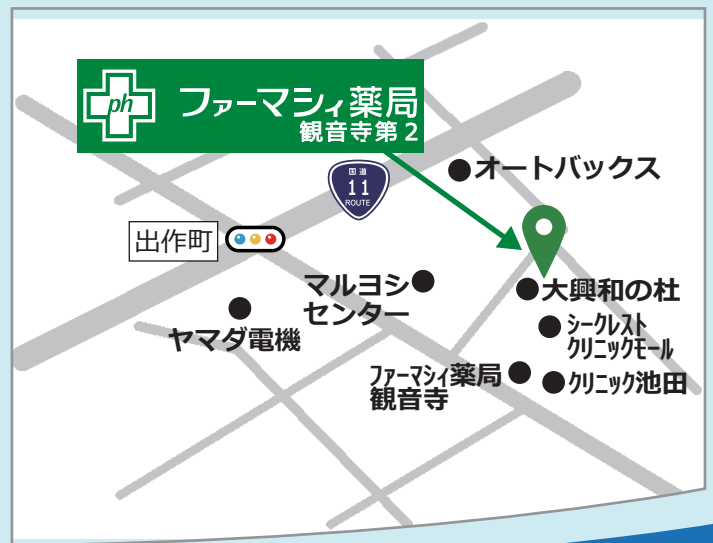 ph
ファーマシィ薬局
観音寺第2
国道
11
ROUTE
オートバックス
出作町
マルヨシ
センター
大興和の杜
ヤマダ電機
シークレスト
クリニックモール
ファーマシィ薬局
観音寺
クリニック池田